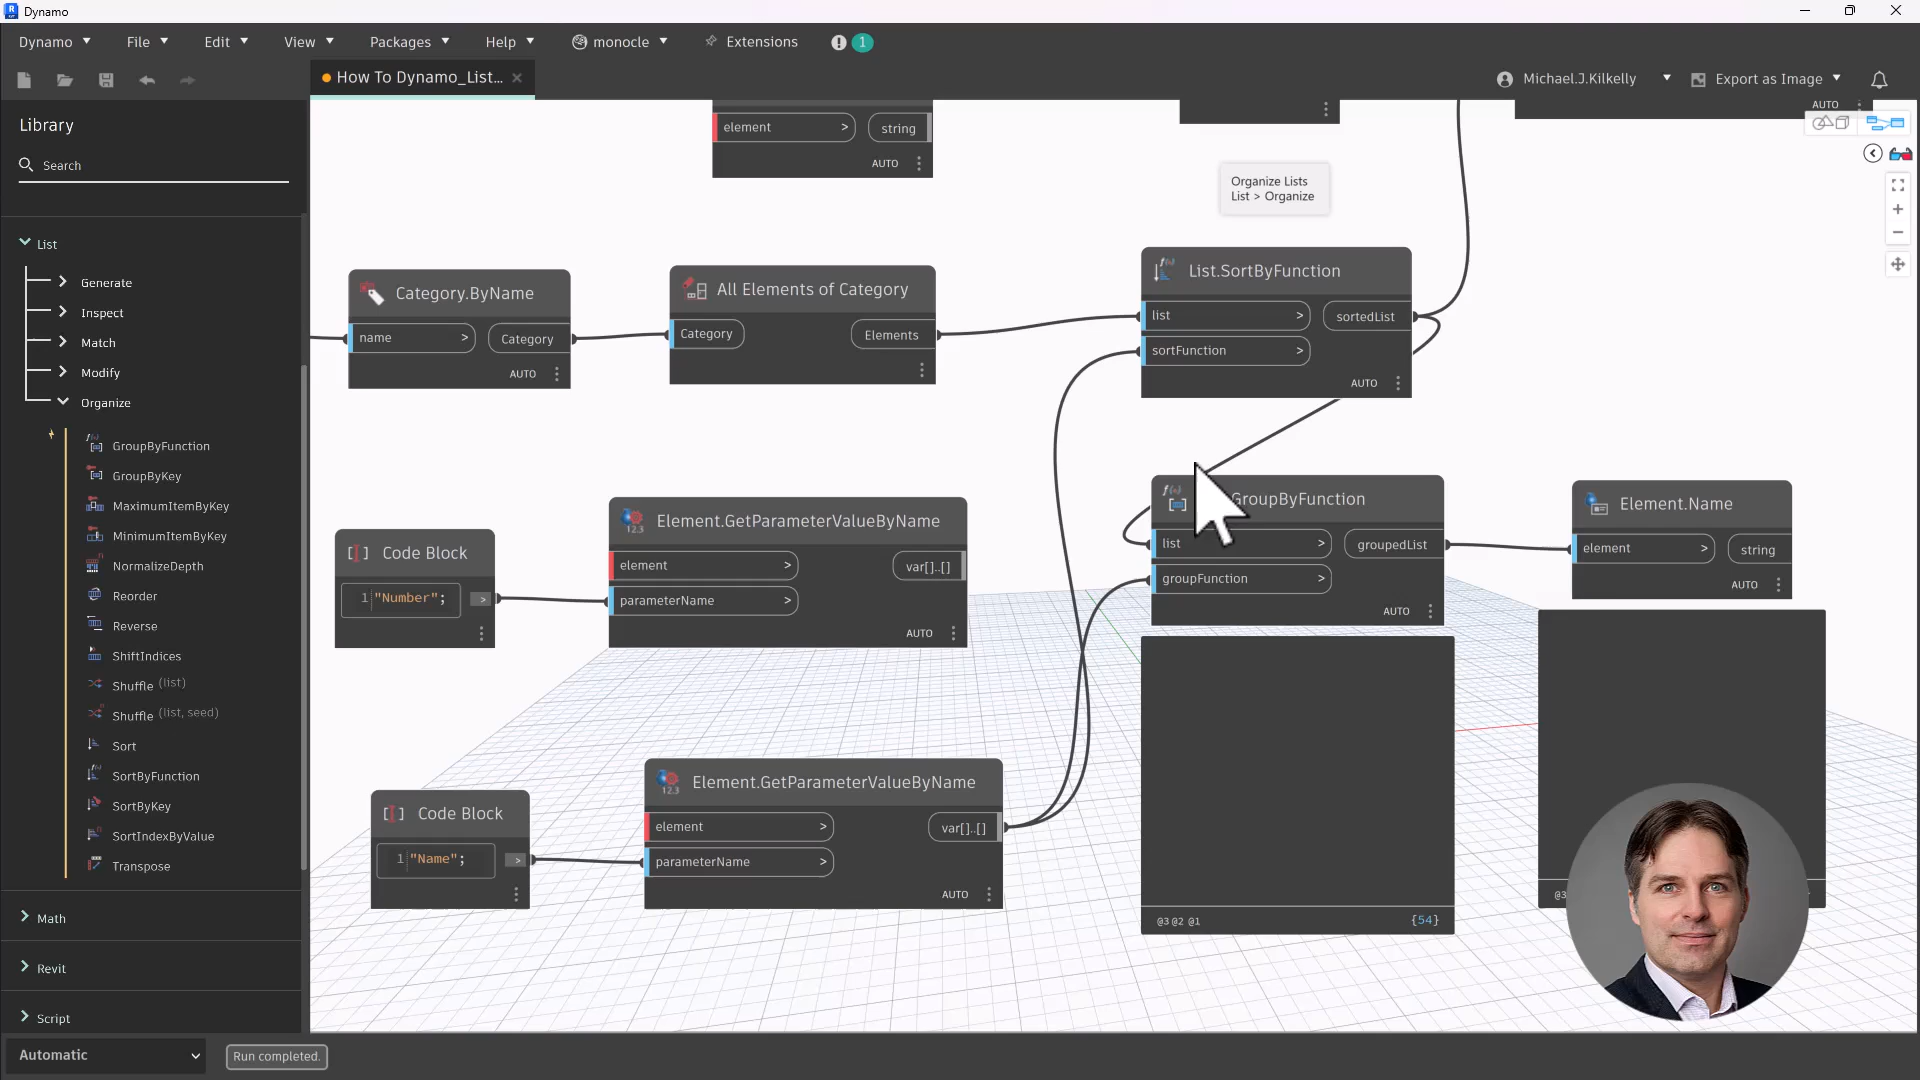 Dynamo
Dynamo File Edit View Packages Help monocle Extensions 1
How To Dynamo_List...
Michael.J.Kilkelly Export as Image
Library
Search
List
Generate
Inspect
Match
Modify
Organize
GroupByFunction
GroupByKey
MaximumItemByKey
MinimumItemByKey
NormalizeDepth
Reorder
Reverse
ShiftIndices
Shuffle (list)
Shuffle (list, seed)
Sort
SortByFunction
SortByKey
SortIndexByValue
Transpose
Math
Revit
Script
Automatic
Run completed.
element > string
AUTO
AUTO
Organize Lists
List > Organize
Category.ByName
name > Category
AUTO
All Elements of Category
Category Elements
List.SortByFunction
list > sortedList
sortFunction >
AUTO
Code Block
1 "Number"; >
Element.GetParameterValueByName
element > var[]..[]
parameterName >
AUTO
GroupByFunction
list > groupedList
groupFunction >
AUTO
Element.Name
element > string
AUTO
Code Block
1 "Name"; >
Element.GetParameterValueByName
element > var[]..[]
parameterName >
AUTO
@3 @2 @1 {54}
@3